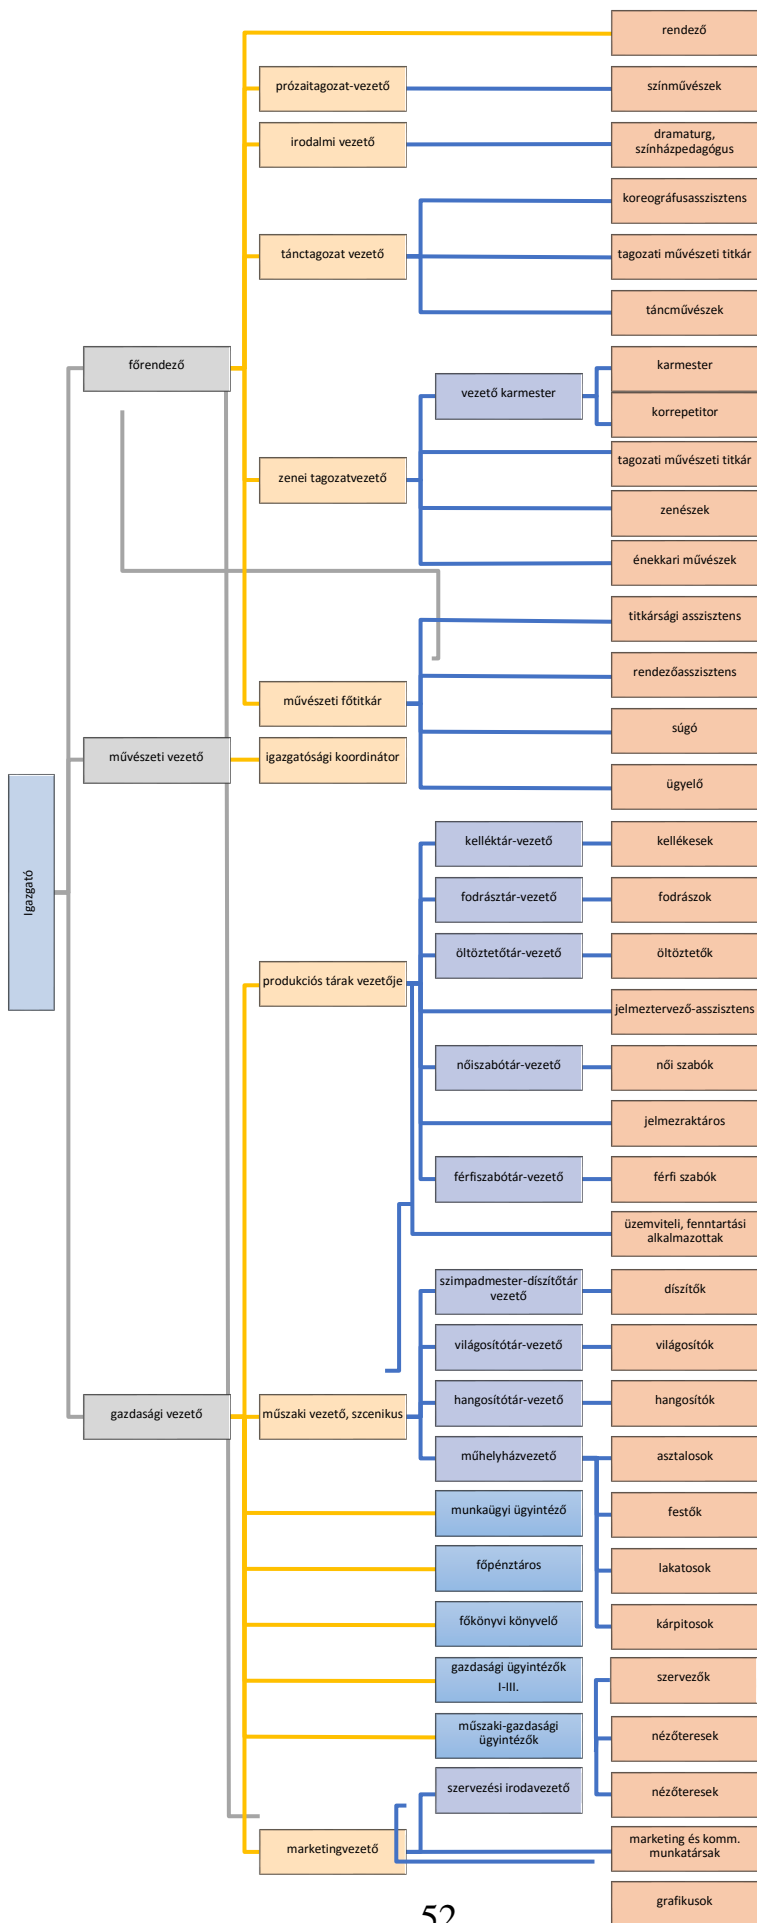 rendező
prózaitagozat-vezető
színművészek
irodalmi vezető
dramaturg,
színházpedagógus
koreográfusasszisztens
tánctagozat vezető
tagozati művészeti titkár
táncművészek
főrendező
karmester
vezető karmester
korrepetitor
zenei tagozatvezető
tagozati művészeti titkár
zenészek
énekkari művészek
titkársági asszisztens
rendezőasszisztens
művészeti főtitkár
súgó
művészeti vezető
igazgatósági koordinátor
ügyelő
Igazgató
kelléktár-vezető
kellékesek
fodrásztár-vezető
fodrászok
öltöztetőtár-vezető
öltöztetők
produkciós tárak vezetője
jelmeztervező-asszisztens
nőiszabótár-vezető
női szabók
jelmezraktáros
férfiszabótár-vezető
férfi szabók
üzemviteli, fenntartási
alkalmazottak
szimpadmester-díszítőtár
vezető
díszítők
világosítótár-vezető
világosítók
gazdasági vezető
műszaki vezető, szcenikus
hangosítótár-vezető
hangosítók
műhelyházvezető
asztalosok
munkaügyi ügyintéző
festők
főpénztáros
lakatosok
főkönyvi könyvelő
kárpitosok
gazdasági ügyintézők
I-III.
szervezők
műszaki-gazdasági
ügyintézők
nézőteresek
szervezési irodavezető
nézőteresek
marketingvezető
marketing és komm.
munkatársak
grafikusok
52